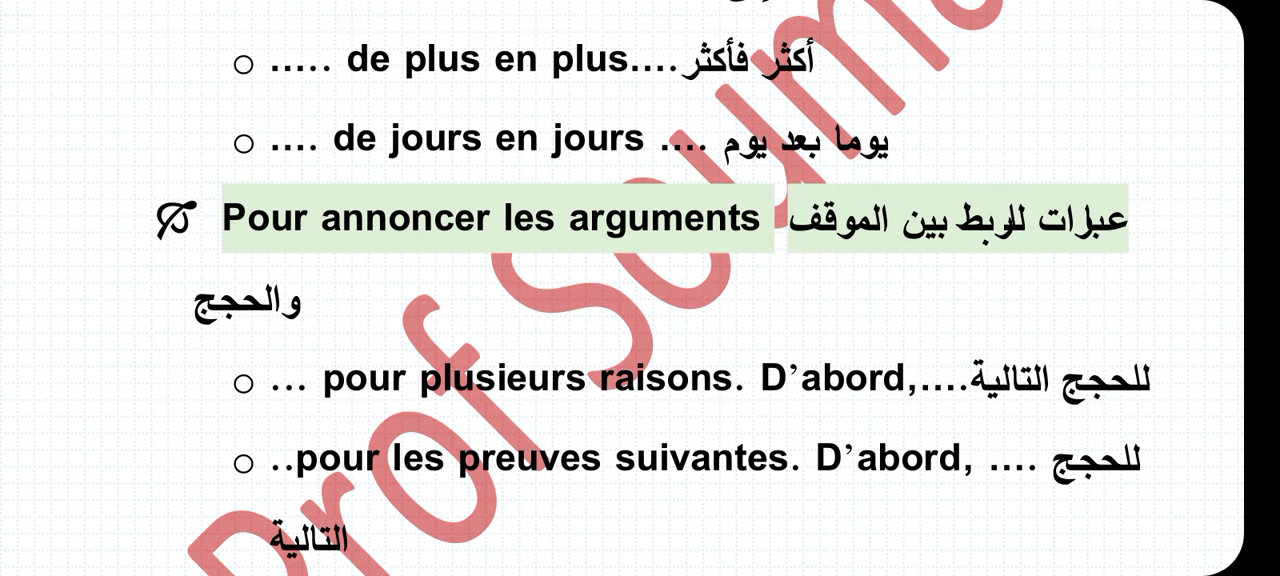 ..... de plus en plus....أكثر فأكثر
.... de jours en jours .... يوما بعد يوم
Pour annoncer les arguments عبارات للربط بين الموقف
والحجج
... pour plusieurs raisons. D’abord,....للحجج التالية
..pour les preuves suivantes. D’abord, .... للحجج
التالية
Prof